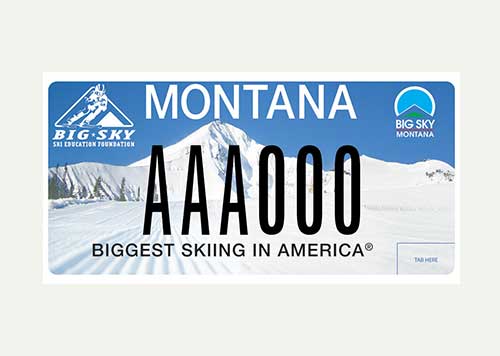 MONTANA
BIG·SKY
SKI EDUCATION FOUNDATION
BIG SKY
MONTANA
AAA000
BIGGEST SKIING IN AMERICA®
TAB HERE